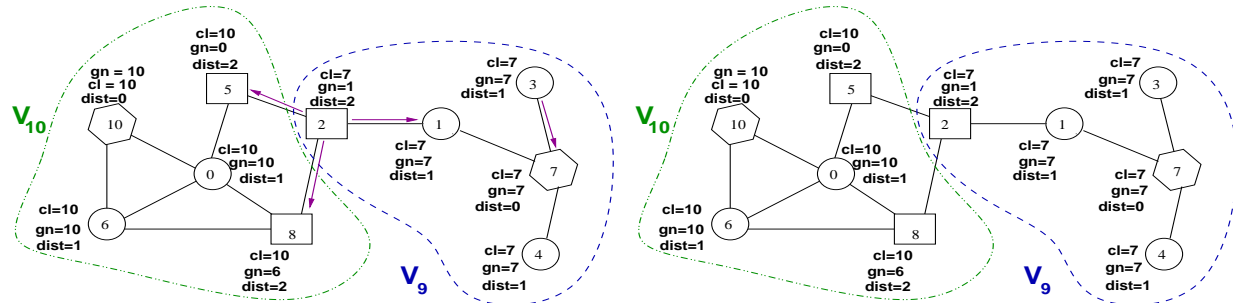 cl=10
gn=0
dist=2
5
gn = 10
cl = 10
dist=0
10
V10
cl=7
gn=1
dist=2
2
V9
cl=7
gn=7
dist=1
3
1
cl=7
gn=7
dist=1
cl=10
gn=10
dist=1
0
7
cl=7
gn=7
dist=0
cl=10
gn=10
dist=1
6
8
cl=10
gn=6
dist=2
cl=7
gn=7
dist=1
4
V9
cl=10
gn=0
dist=2
5
gn = 10
cl = 10
dist=0
10
V10
cl=7
gn=1
dist=2
2
cl=7
gn=7
dist=1
3
1
cl=7
gn=7
dist=1
cl=10
gn=10
dist=1
0
7
cl=7
gn=7
dist=0
cl=10
gn=10
dist=1
6
8
cl=10
gn=6
dist=2
cl=7
gn=7
dist=1
4
V9